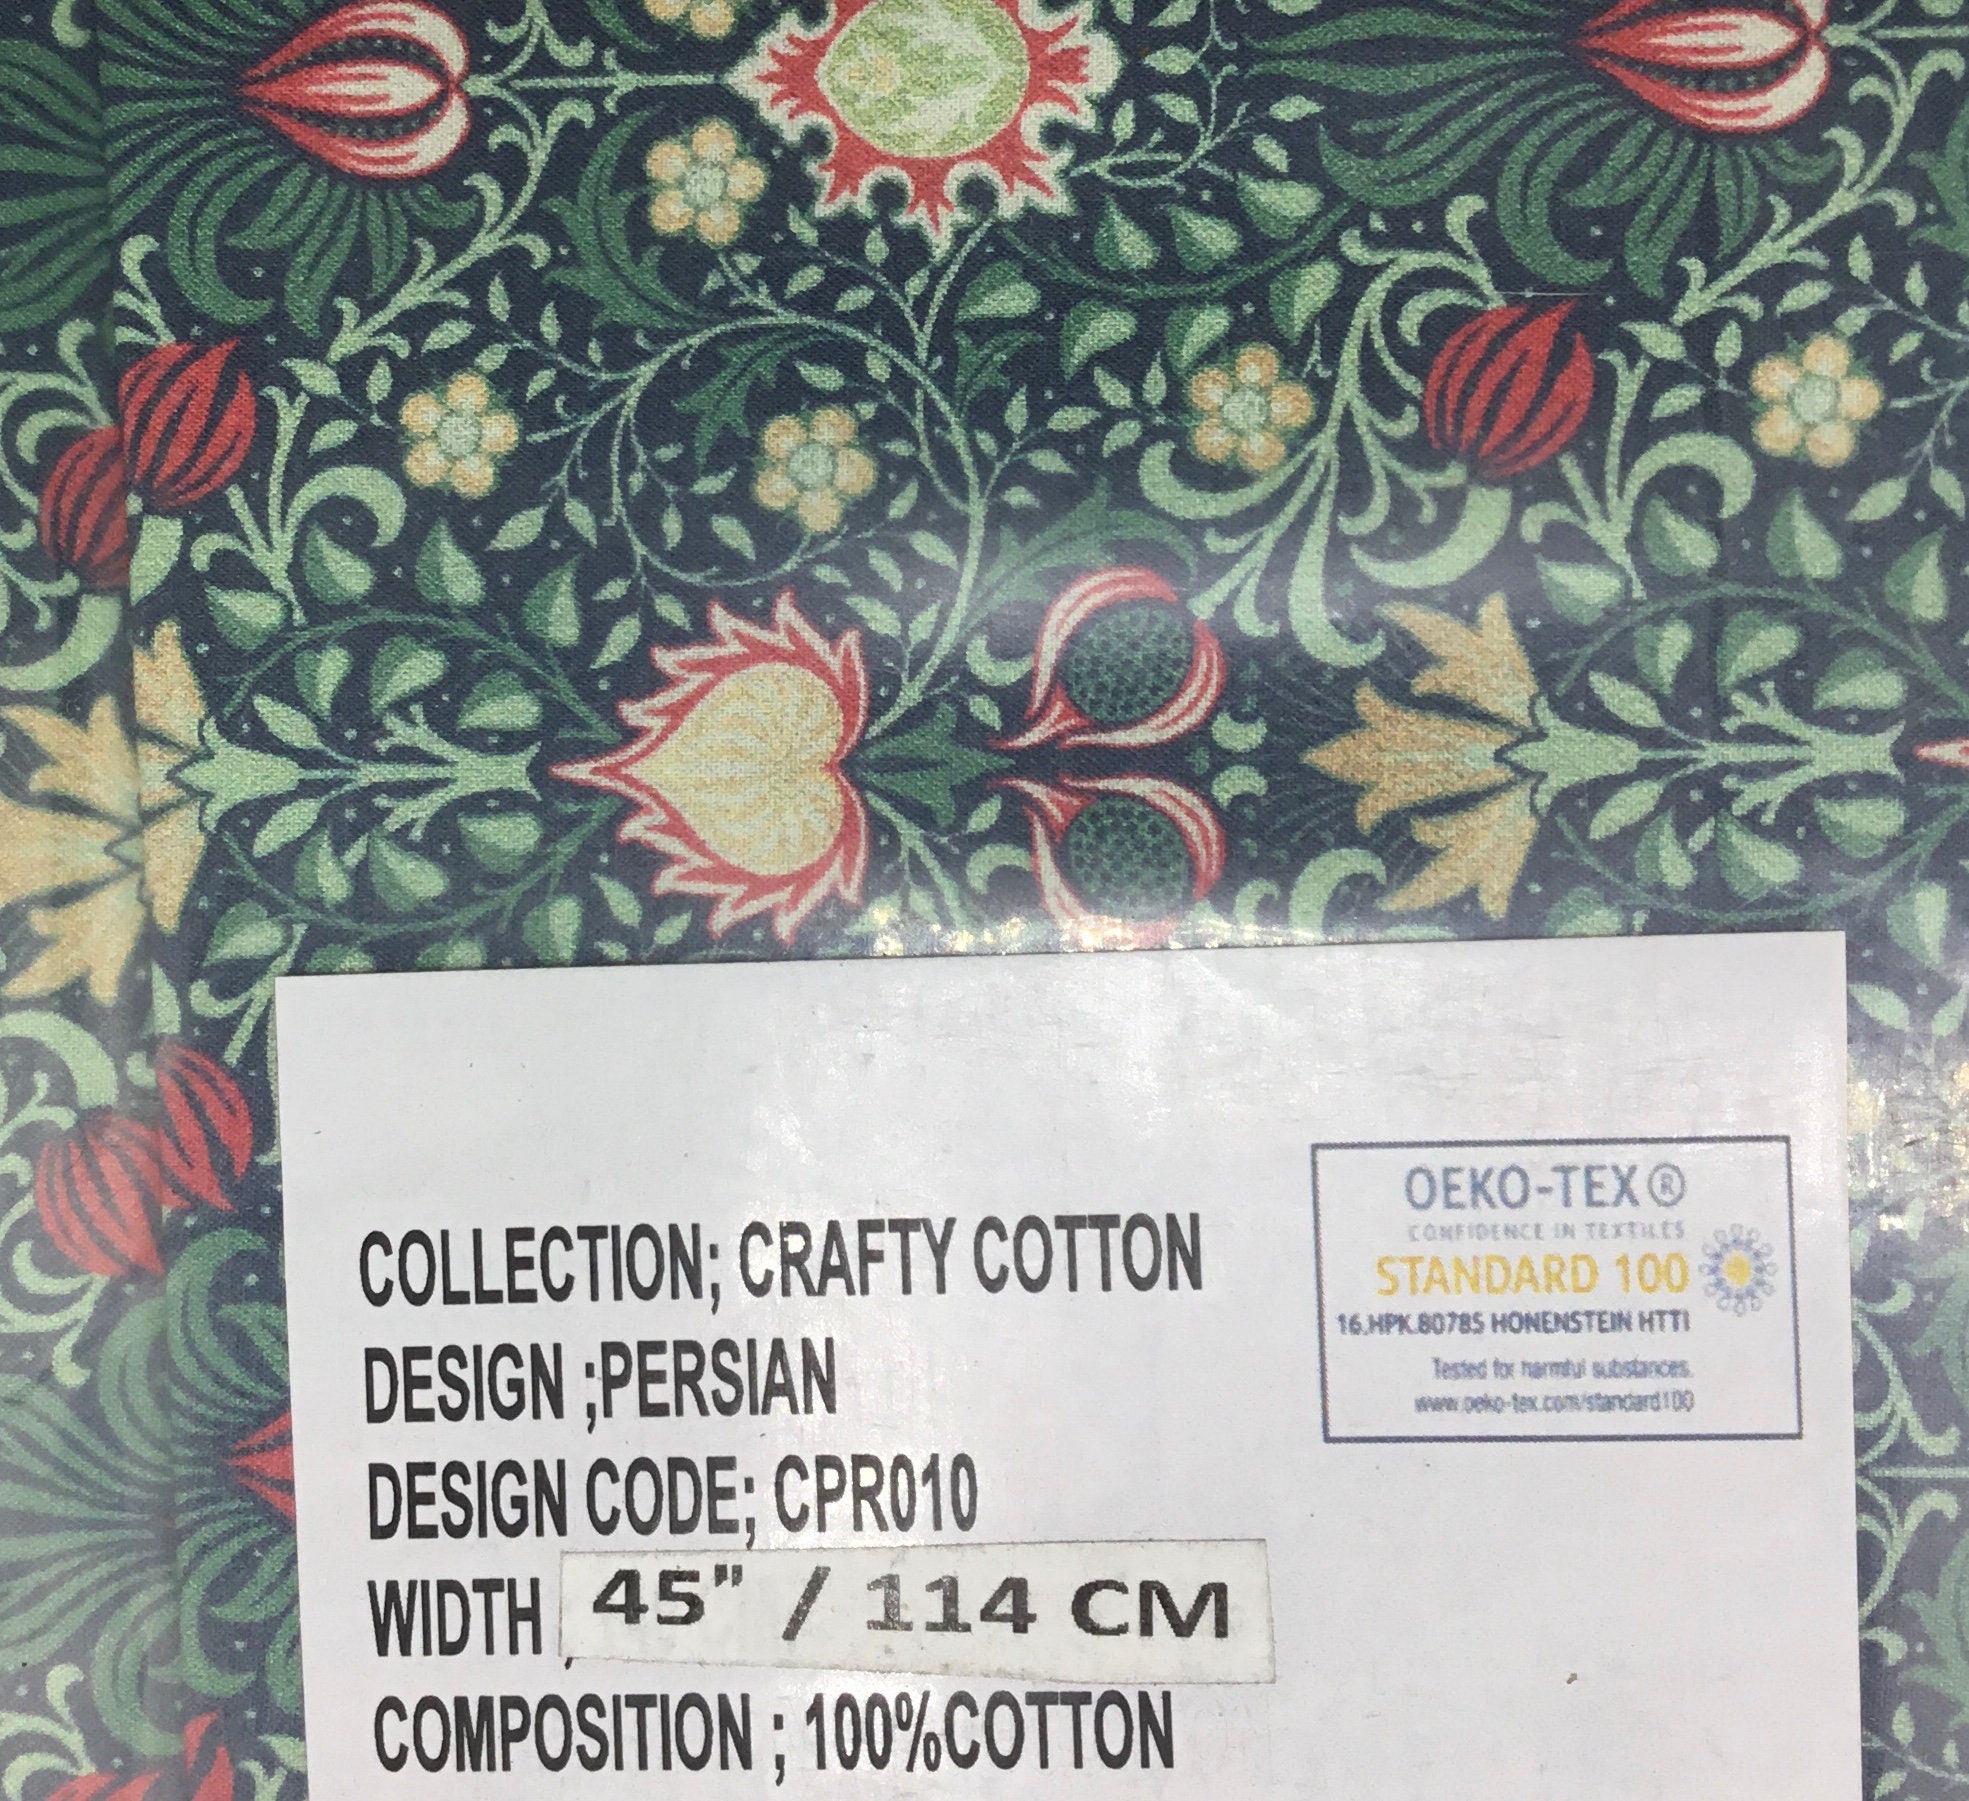 COLLECTION; CRAFTY COTTON
DESIGN ;PERSIAN
DESIGN CODE; CPR010
WIDTH ; 45" / 114 CM
COMPOSITION ; 100%COTTON
OEKO-TEX®
CONFIDENCE IN TEXTILES
STANDARD 100
16.HPK.80785 HONENSTEIN HTTI
Tested for harmful substances.
www.oeko-tex.com/standard100